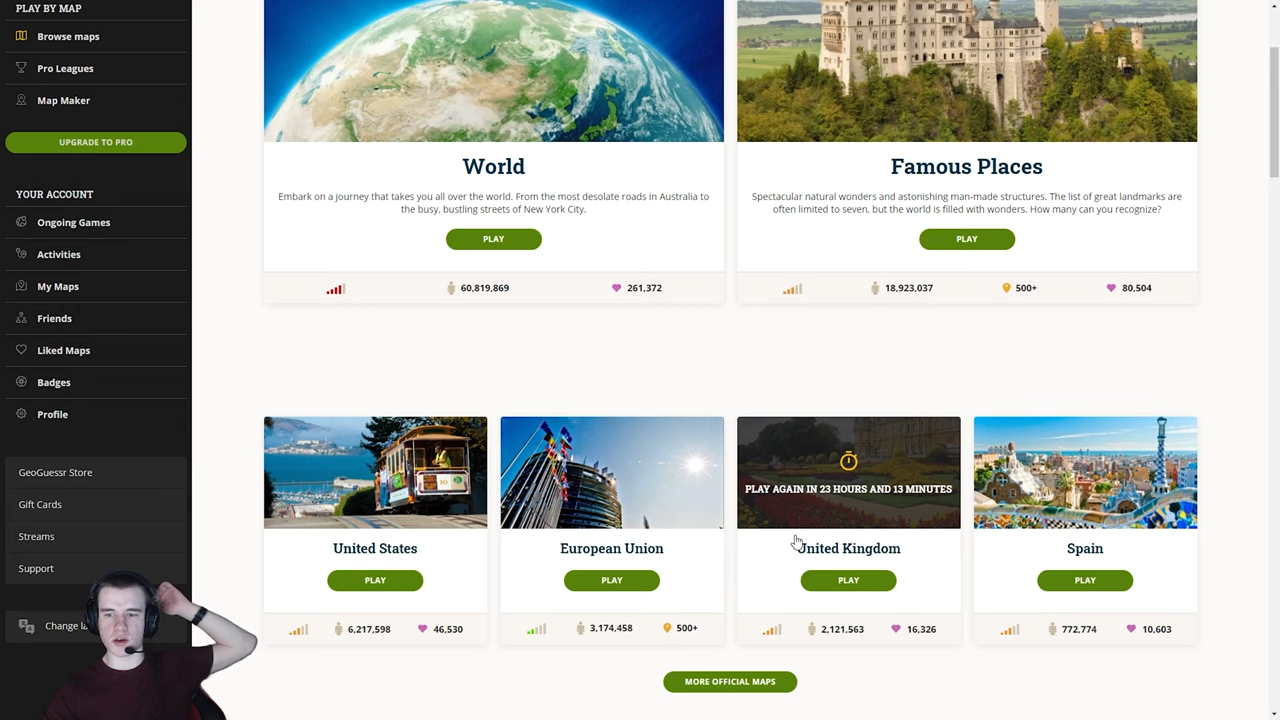 PLAY BY MAP
Browse maps
Pro Leagues
Map Maker
UPGRADE TO PRO
YOUR ACCOUNT
Ongoing Games
Activities
My Maps
Friends
Liked Maps
Badges
Profile
GeoGuessr Store
Gift Cards
Streams
Support
Change
World
Embark on a journey that takes you all over the world. From the most desolate roads in Australia to
the busy, bustling streets of New York City.
PLAY
60,819,869
261,372
Famous Places
Spectacular natural wonders and astonishing man-made structures. The list of great landmarks are
often limited to seven, but the world is filled with wonders. How many can you recognize?
PLAY
18,923,037
500+
80,504
United States
PLAY
6,217,598
46,530
European Union
PLAY
3,174,458
500+
PLAY AGAIN IN 23 HOURS AND 13 MINUTES
United Kingdom
PLAY
2,121,563
16,326
Spain
PLAY
772,774
10,603
MORE OFFICIAL MAPS